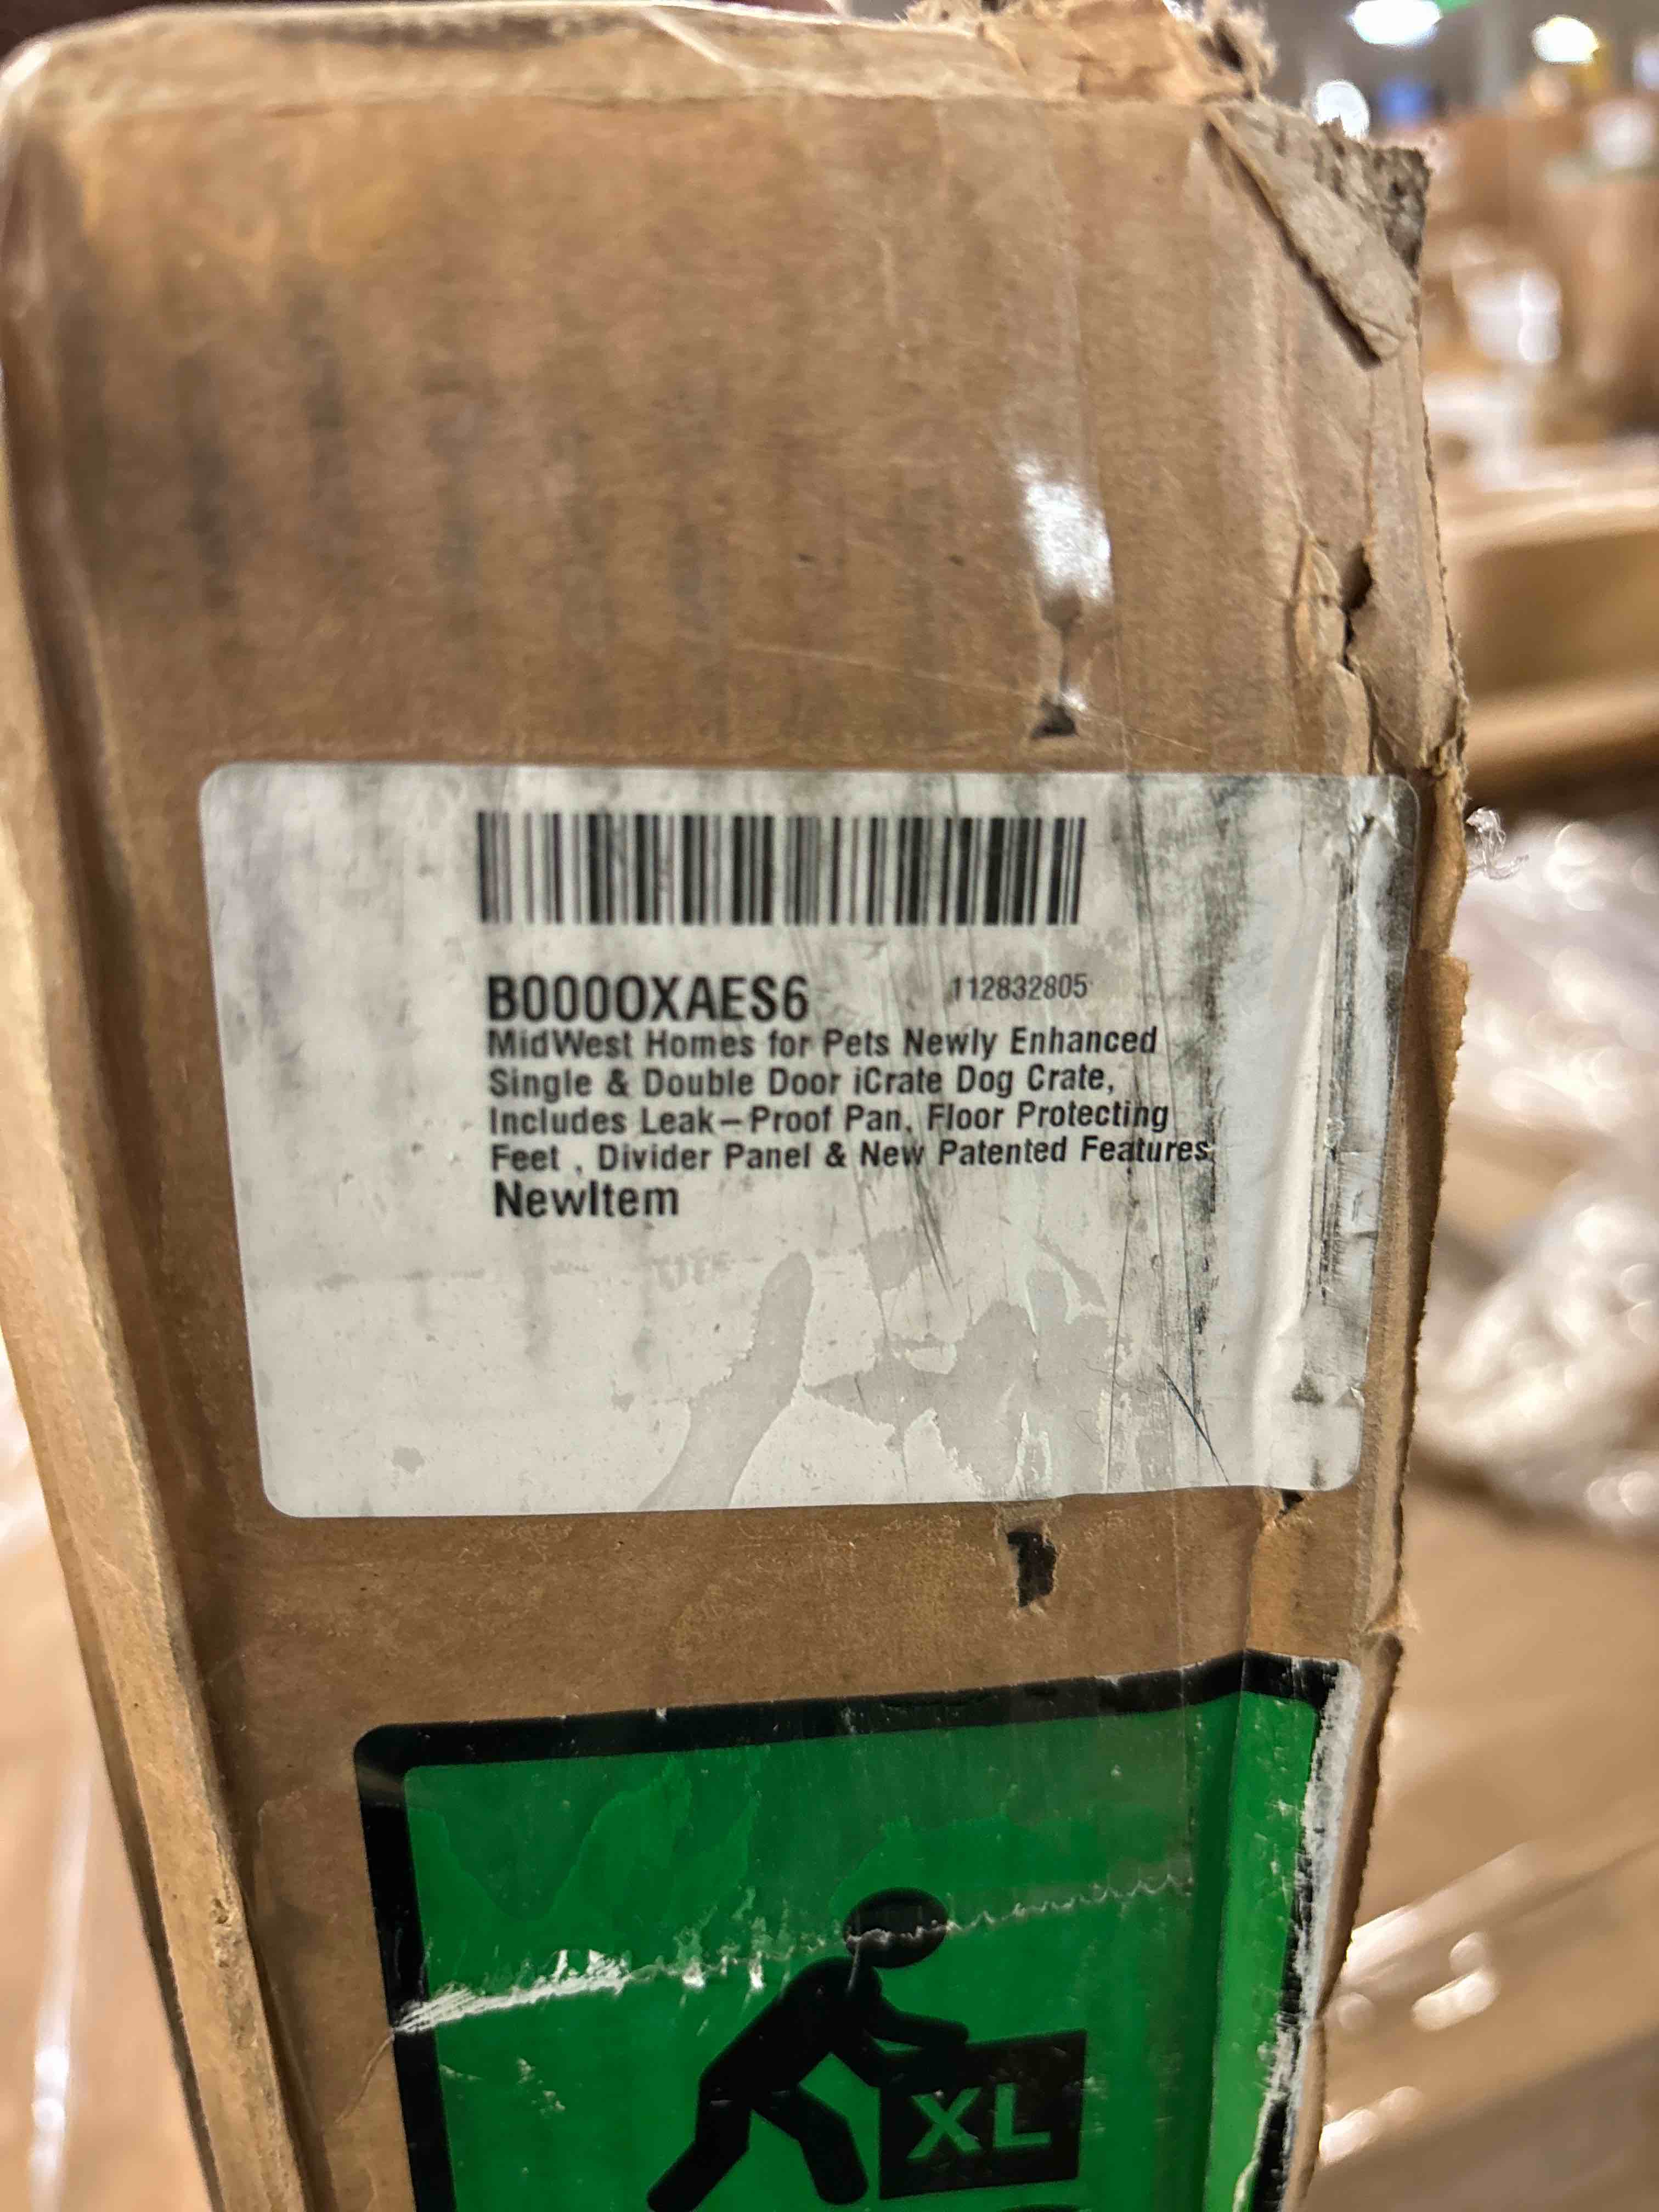 B0000XAES6 112832805
MidWest Homes for Pets Newly Enhanced
Single & Double Door iCrate Dog Crate,
Includes Leak-Proof Pan, Floor Protecting
Feet , Divider Panel & New Patented Features
NewItem
XL